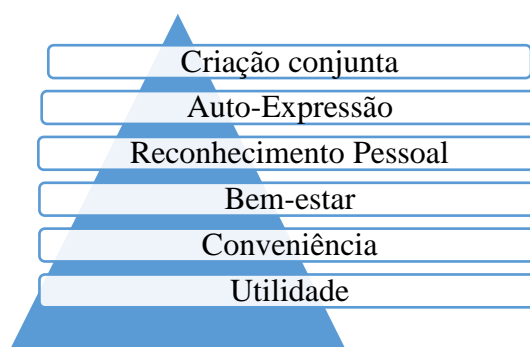 Criação conjunta
Auto-Expressão
Reconhecimento Pessoal
Bem-estar
Conveniência
Utilidade